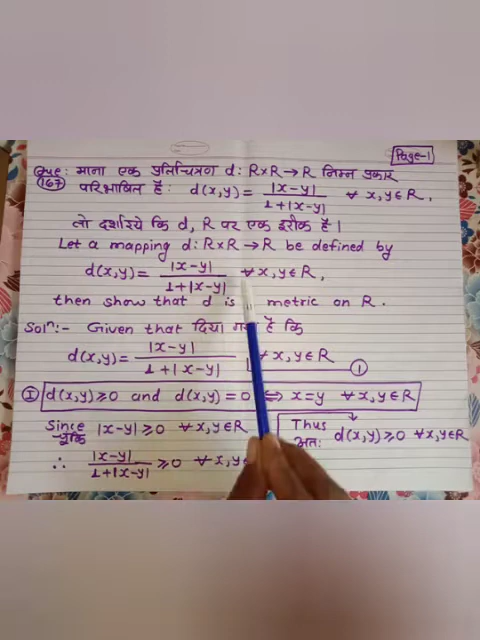 Page-1
Que: माना एक प्रतिचित्रण d: R×R→R निम्न प्रकार
(167) परिभाषित है: d(x,y) = |x-y| / 1+|x-y| ∀ x,y∈R,
तो दर्शाइये कि d, R पर एक दूरीक है।
Let a mapping d: R×R → R be defined by
d(x,y) = |x-y| / 1+|x-y| ∀ x,y∈R,
then show that d is metric on R.
Solⁿ:- Given that दिया गया है कि
d(x,y) = |x-y| / 1+|x-y| ∀ x,y∈R ①
Ⓘ d(x,y) ≥ 0 and d(x,y) = 0 ⟺ x=y ∀ x,y∈R
Since चूंकि |x-y| ≥ 0 ∀ x,y∈R
∴ |x-y| / 1+|x-y| ≥ 0 ∀ x,y
Thus अतः d(x,y) ≥ 0 ∀ x,y∈R